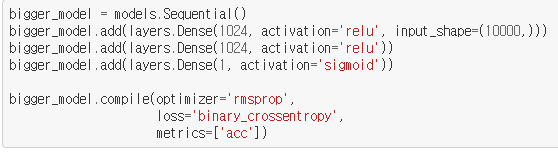 bigger_model = models.Sequential()
bigger_model.add(layers.Dense(1024, activation='relu', input_shape=(10000,)))
bigger_model.add(layers.Dense(1024, activation='relu'))
bigger_model.add(layers.Dense(1, activation='sigmoid'))
bigger_model.compile(optimizer='rmsprop',
loss='binary_crossentropy',
metrics=['acc'])